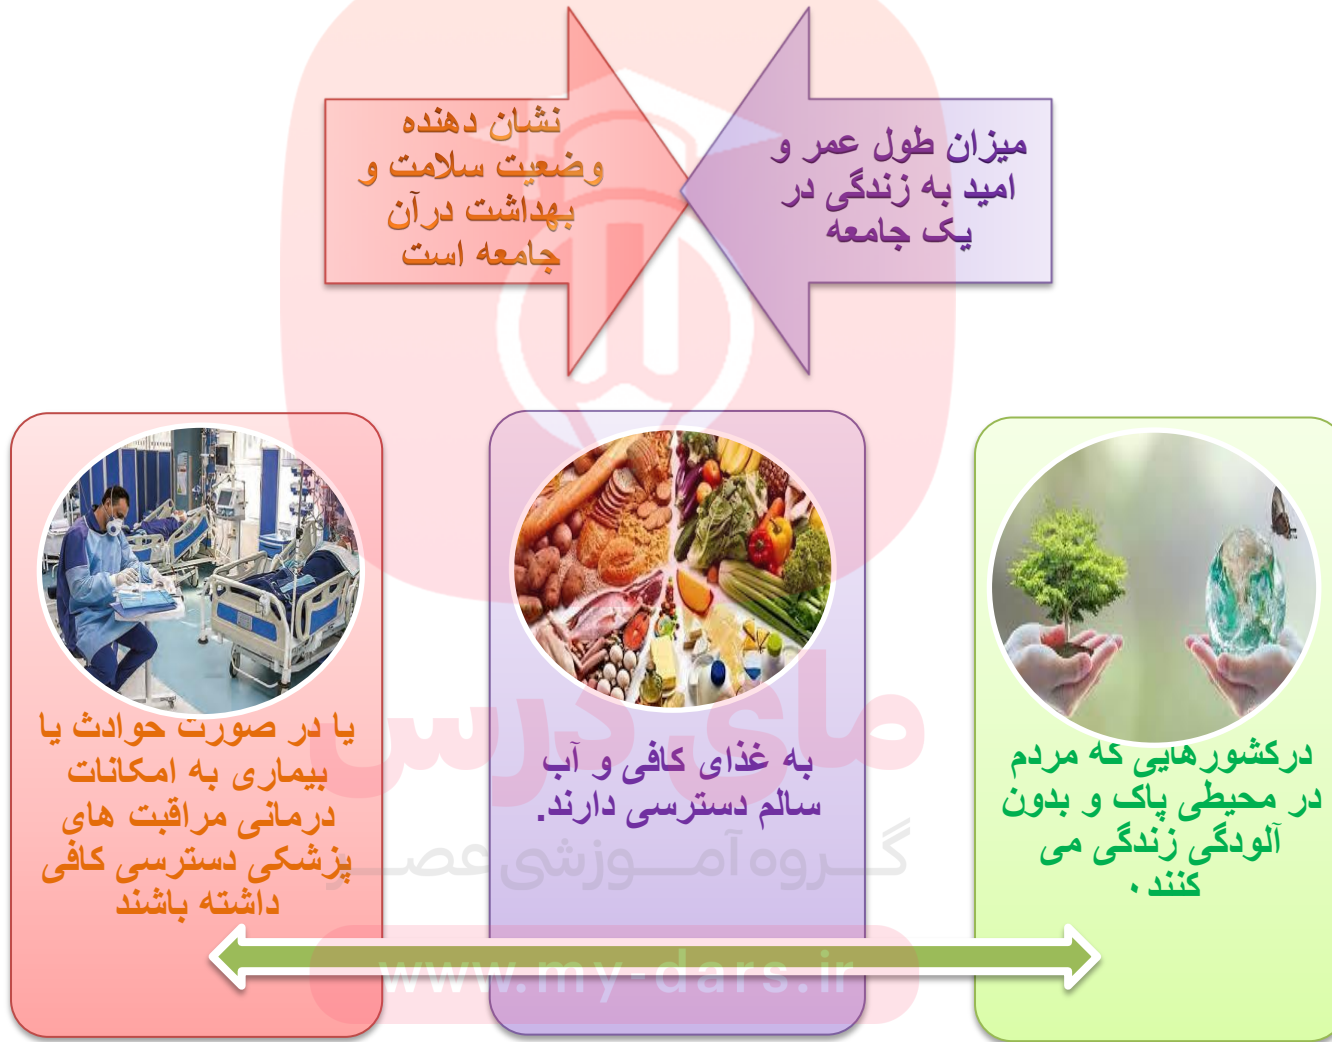 میزان طول عمر و
امید به زندگی در
یک جامعه
نشان دهنده
وضعیت سلامت و
بهداشت درآن
جامعه است
درکشورهایی که مردم
در محیطی پاک و بدون
آلودگی زندگی می
کنند۰
به غذای کافی و آب
سالم دسترسی دارند.
یا در صورت حوادث یا
بیماری به امکانات
درمانی مراقبت های
پزشکی دسترسی کافی
داشته باشند
مای درس
گروه آموزشی عصر
www.my-dars.ir